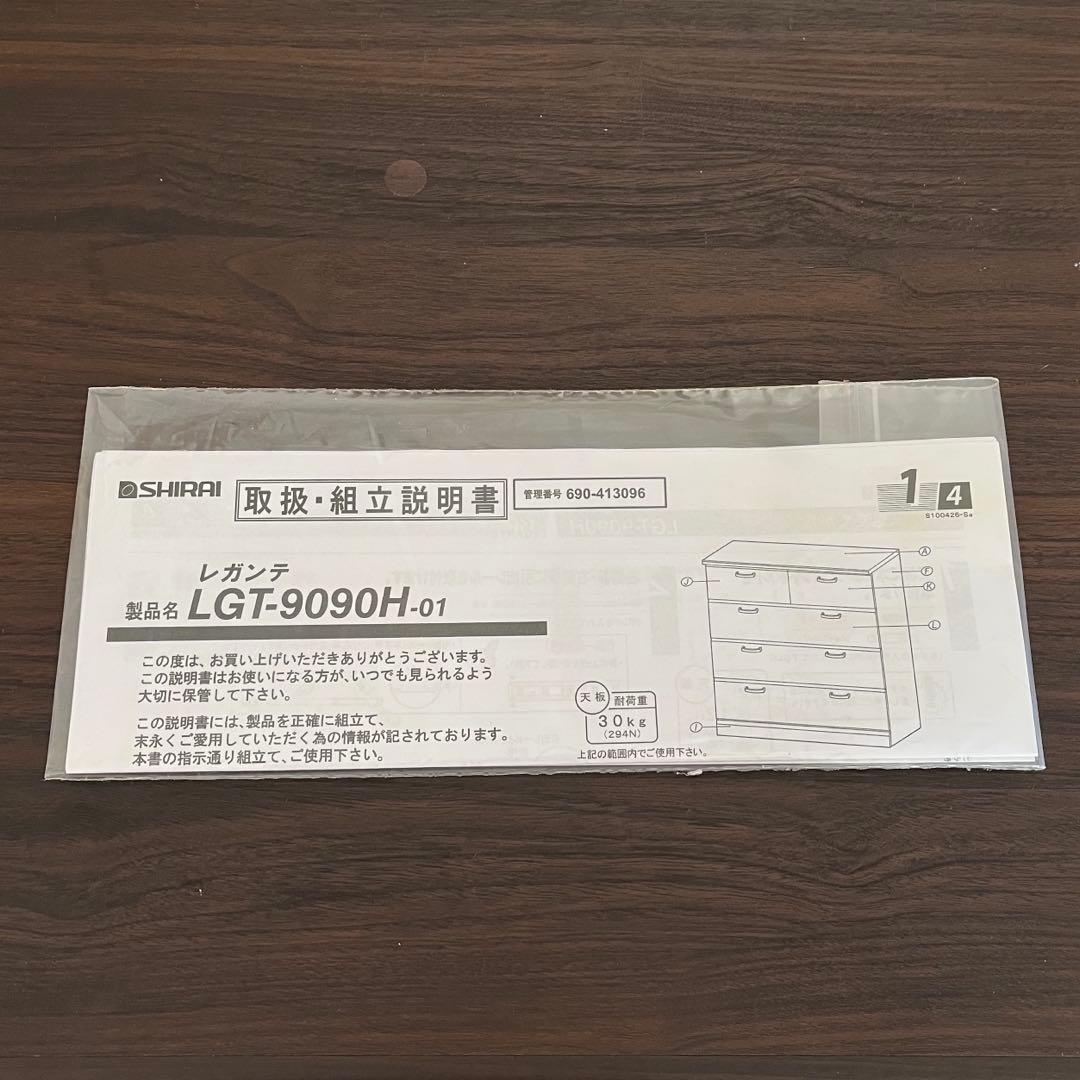 SHIRAI
取扱・組立説明書
管理番号 690-413096
1 4
S100426-Sa
レガンテ
製品名 LGT-9090H-01
この度は、お買い上げいただきありがとうございます。
この説明書はお使いになる方が、いつでも見られるよう
大切に保管して下さい。
この説明書には、製品を正確に組立て、
末永くご愛用していただく為の情報が記されております。
本書の指示通り組立て、ご使用下さい。
天板 耐荷重
30kg
(294N)
上記の範囲内でご使用下さい。
A
F
J
K
L
I